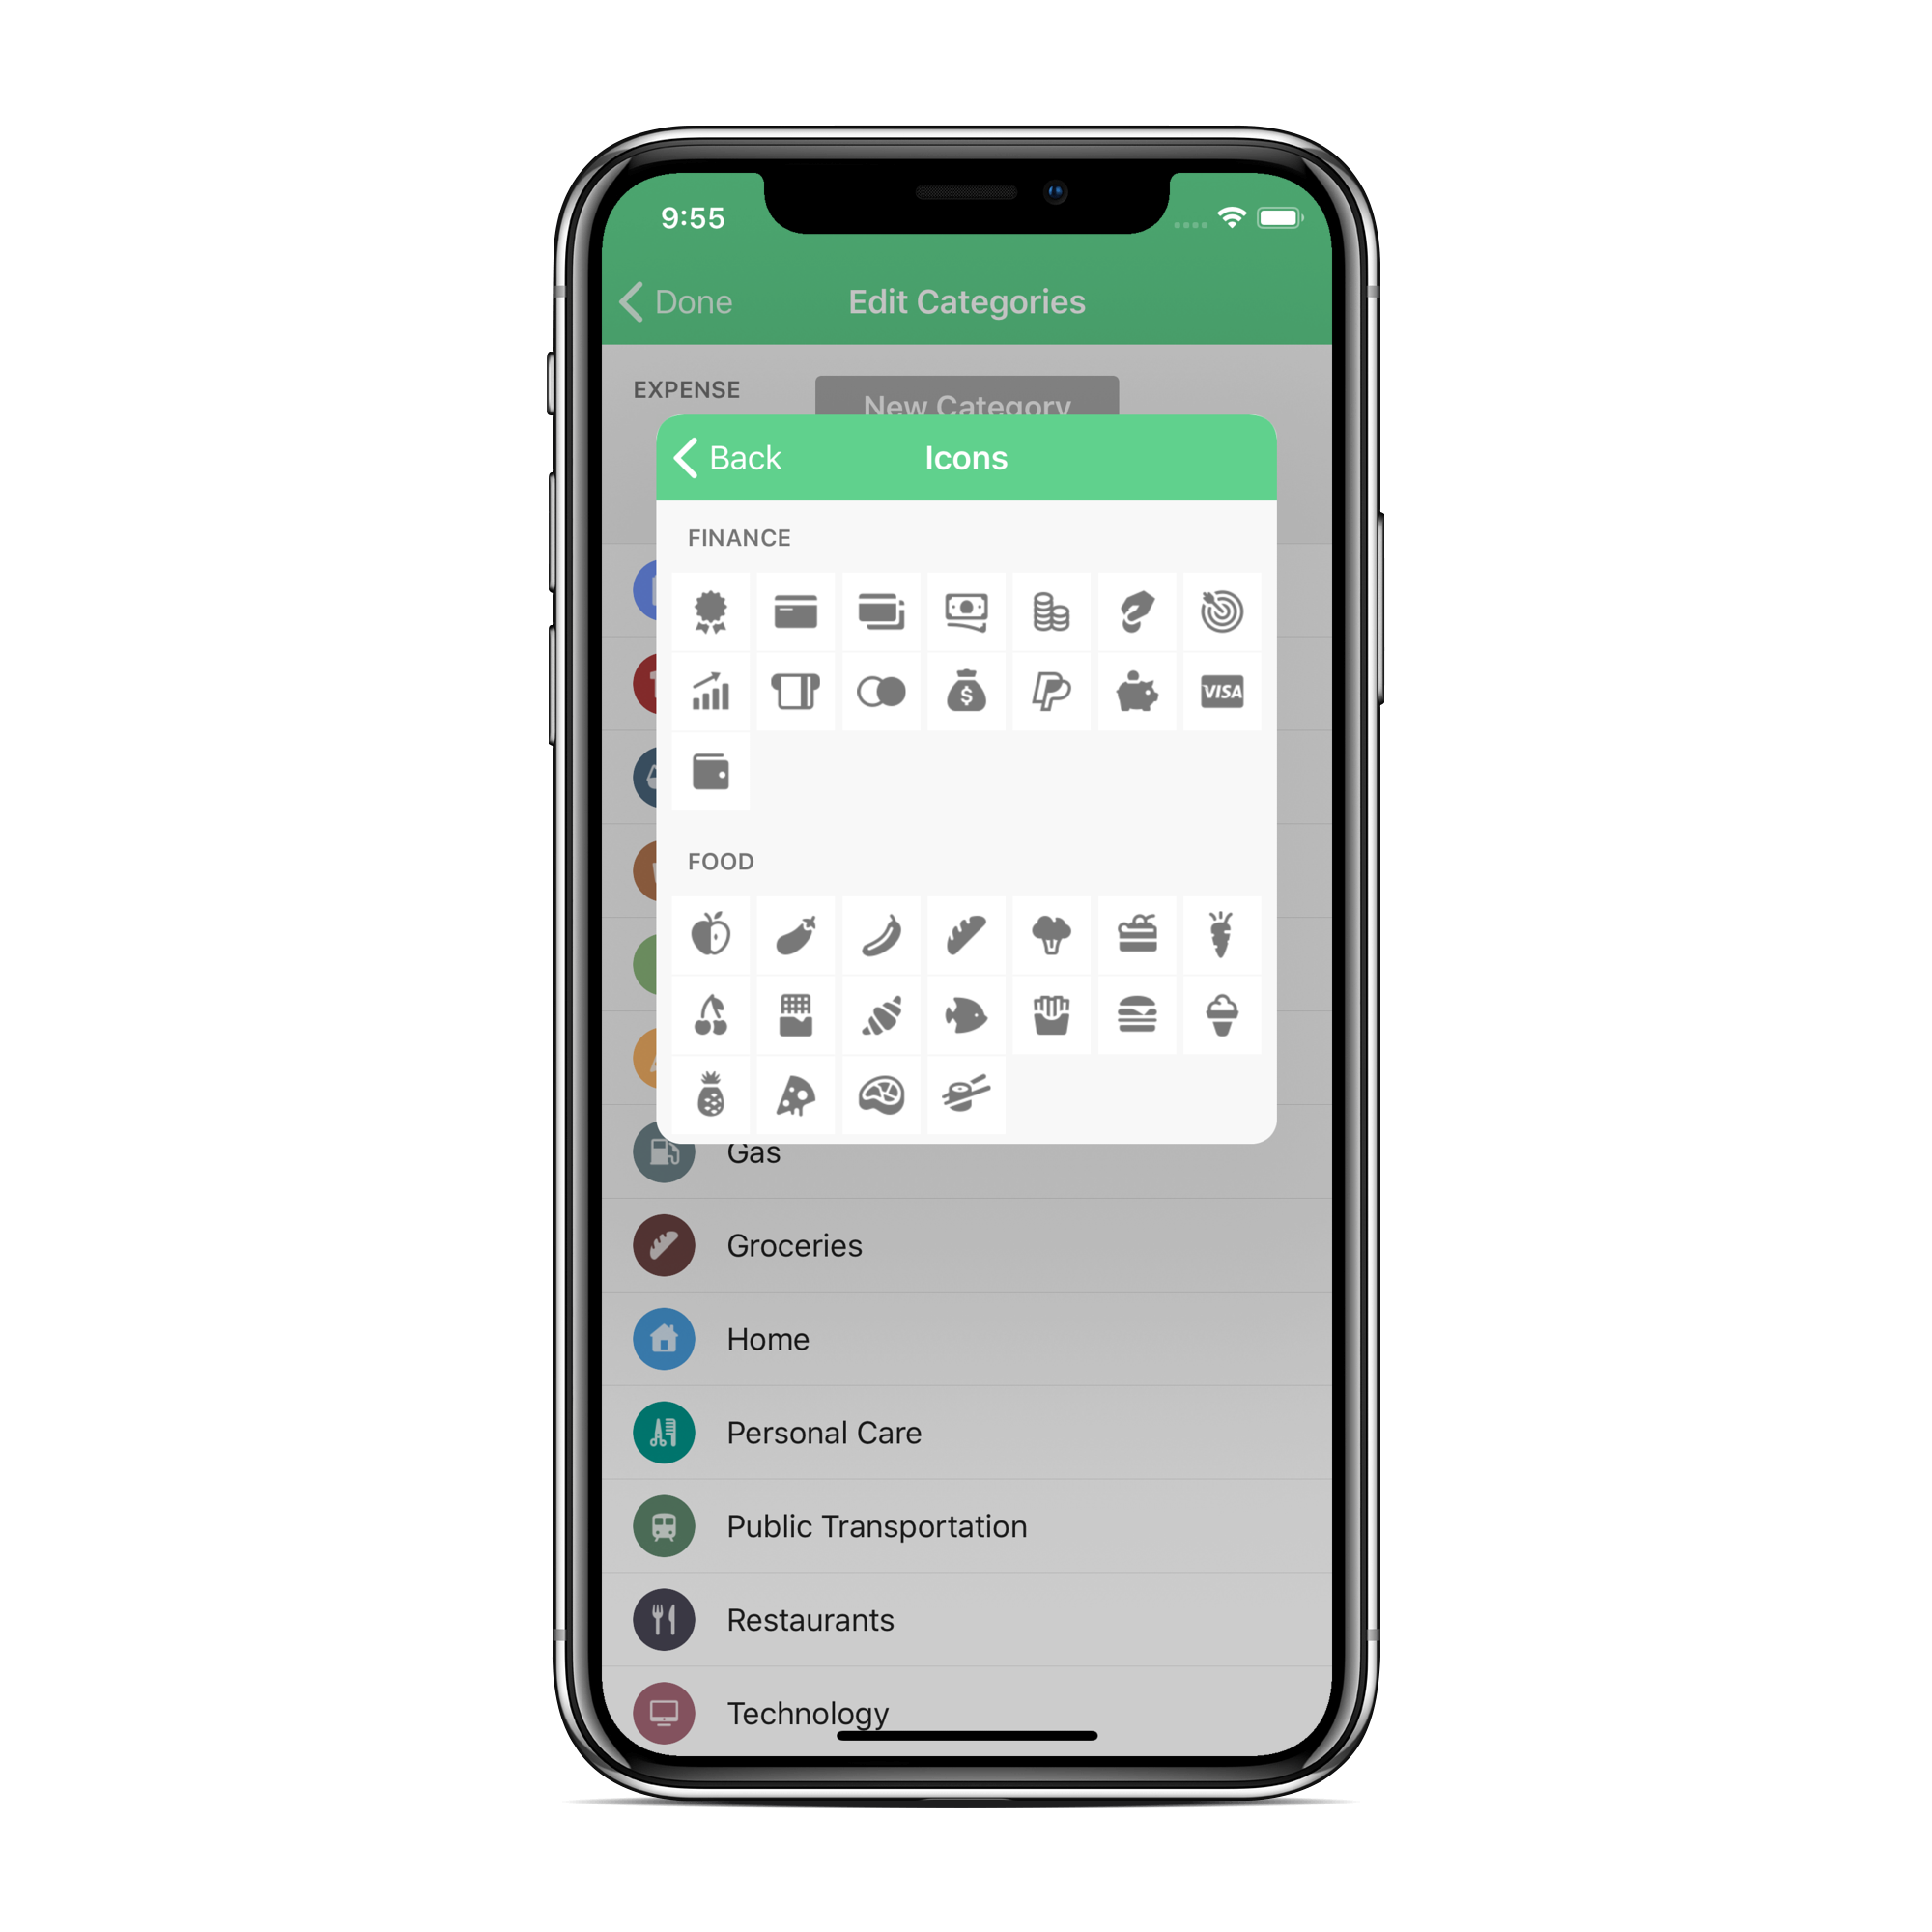 9:55
Done
Edit Categories
EXPENSE
New Category
Back
Icons
FINANCE
$
VISA
FOOD
Gas
Groceries
Home
Personal Care
Public Transportation
Restaurants
Technology